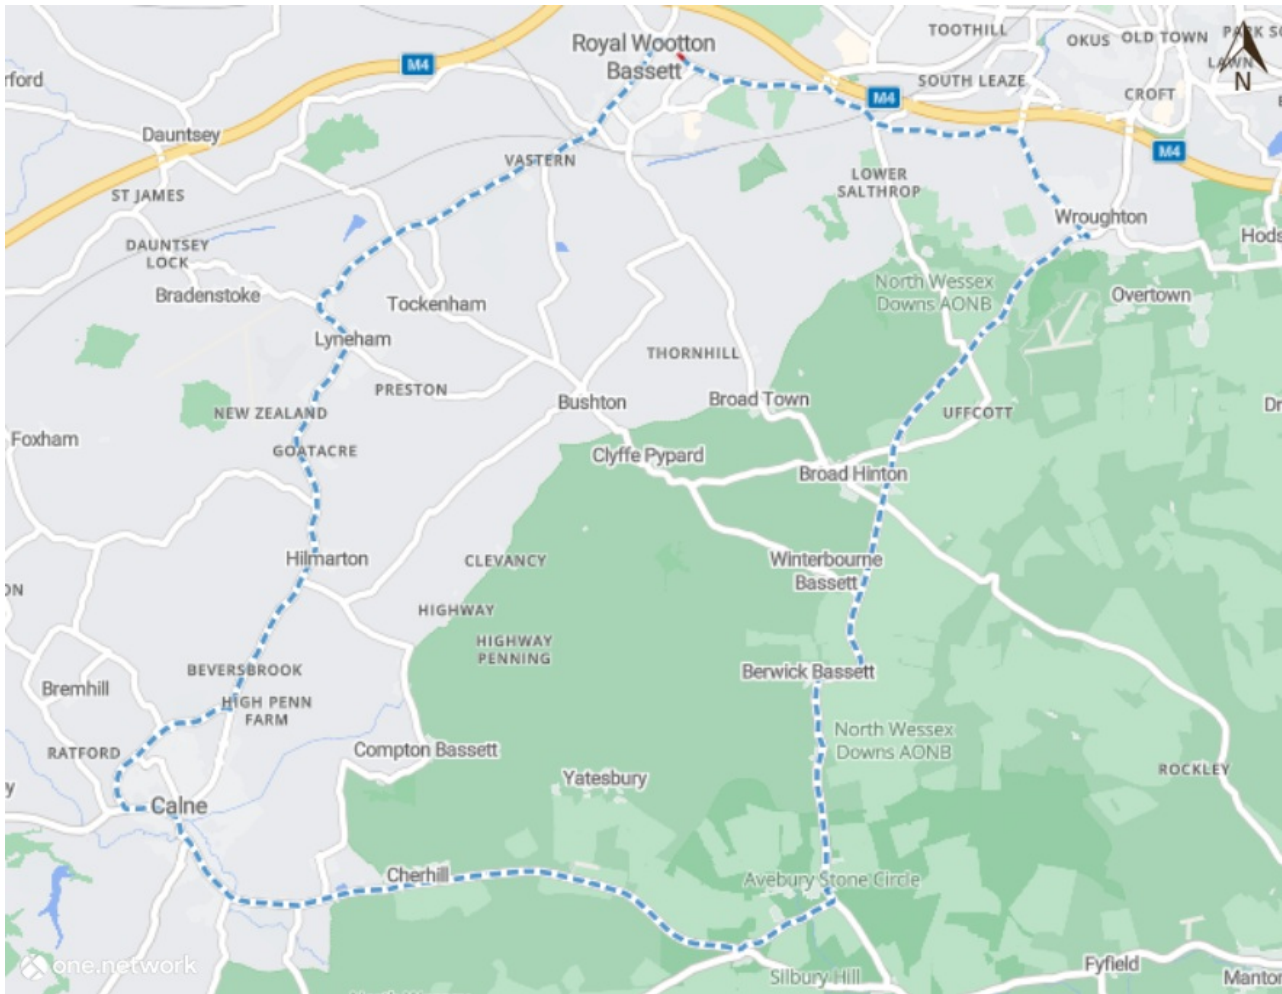 TOOTHILL
OKUS
OLD TOWN
PARK
Royal Wootton
Bassett
M4
LAWN
N
SOUTH LEAZE
CROFT
M4
Dauntsey
VASTERN
M4
ST JAMES
LOWER
SALTHROP
Wroughton
DAUNTSEY
LOCK
Bradenstoke
Tockenham
North Wessex
Downs AONB
Overtown
Lyneham
THORNHILL
PRESTON
Bushton
Broad Town
NEW ZEALAND
UFFCOTT
Foxham
GOATACRE
Clyffe Pypard
Broad Hinton
Hilmarton
CLEVANCY
Winterbourne
Bassett
HIGHWAY
HIGHWAY
PENNING
BEVERSBROOK
Berwick Bassett
Bremhill
HIGH PENN
FARM
RATFORD
Compton Bassett
North Wessex
Downs AONB
Yatesbury
ROCKLEY
Calne
Cherhill
Avebury Stone Circle
one.network
Silbury Hill
Fyfield